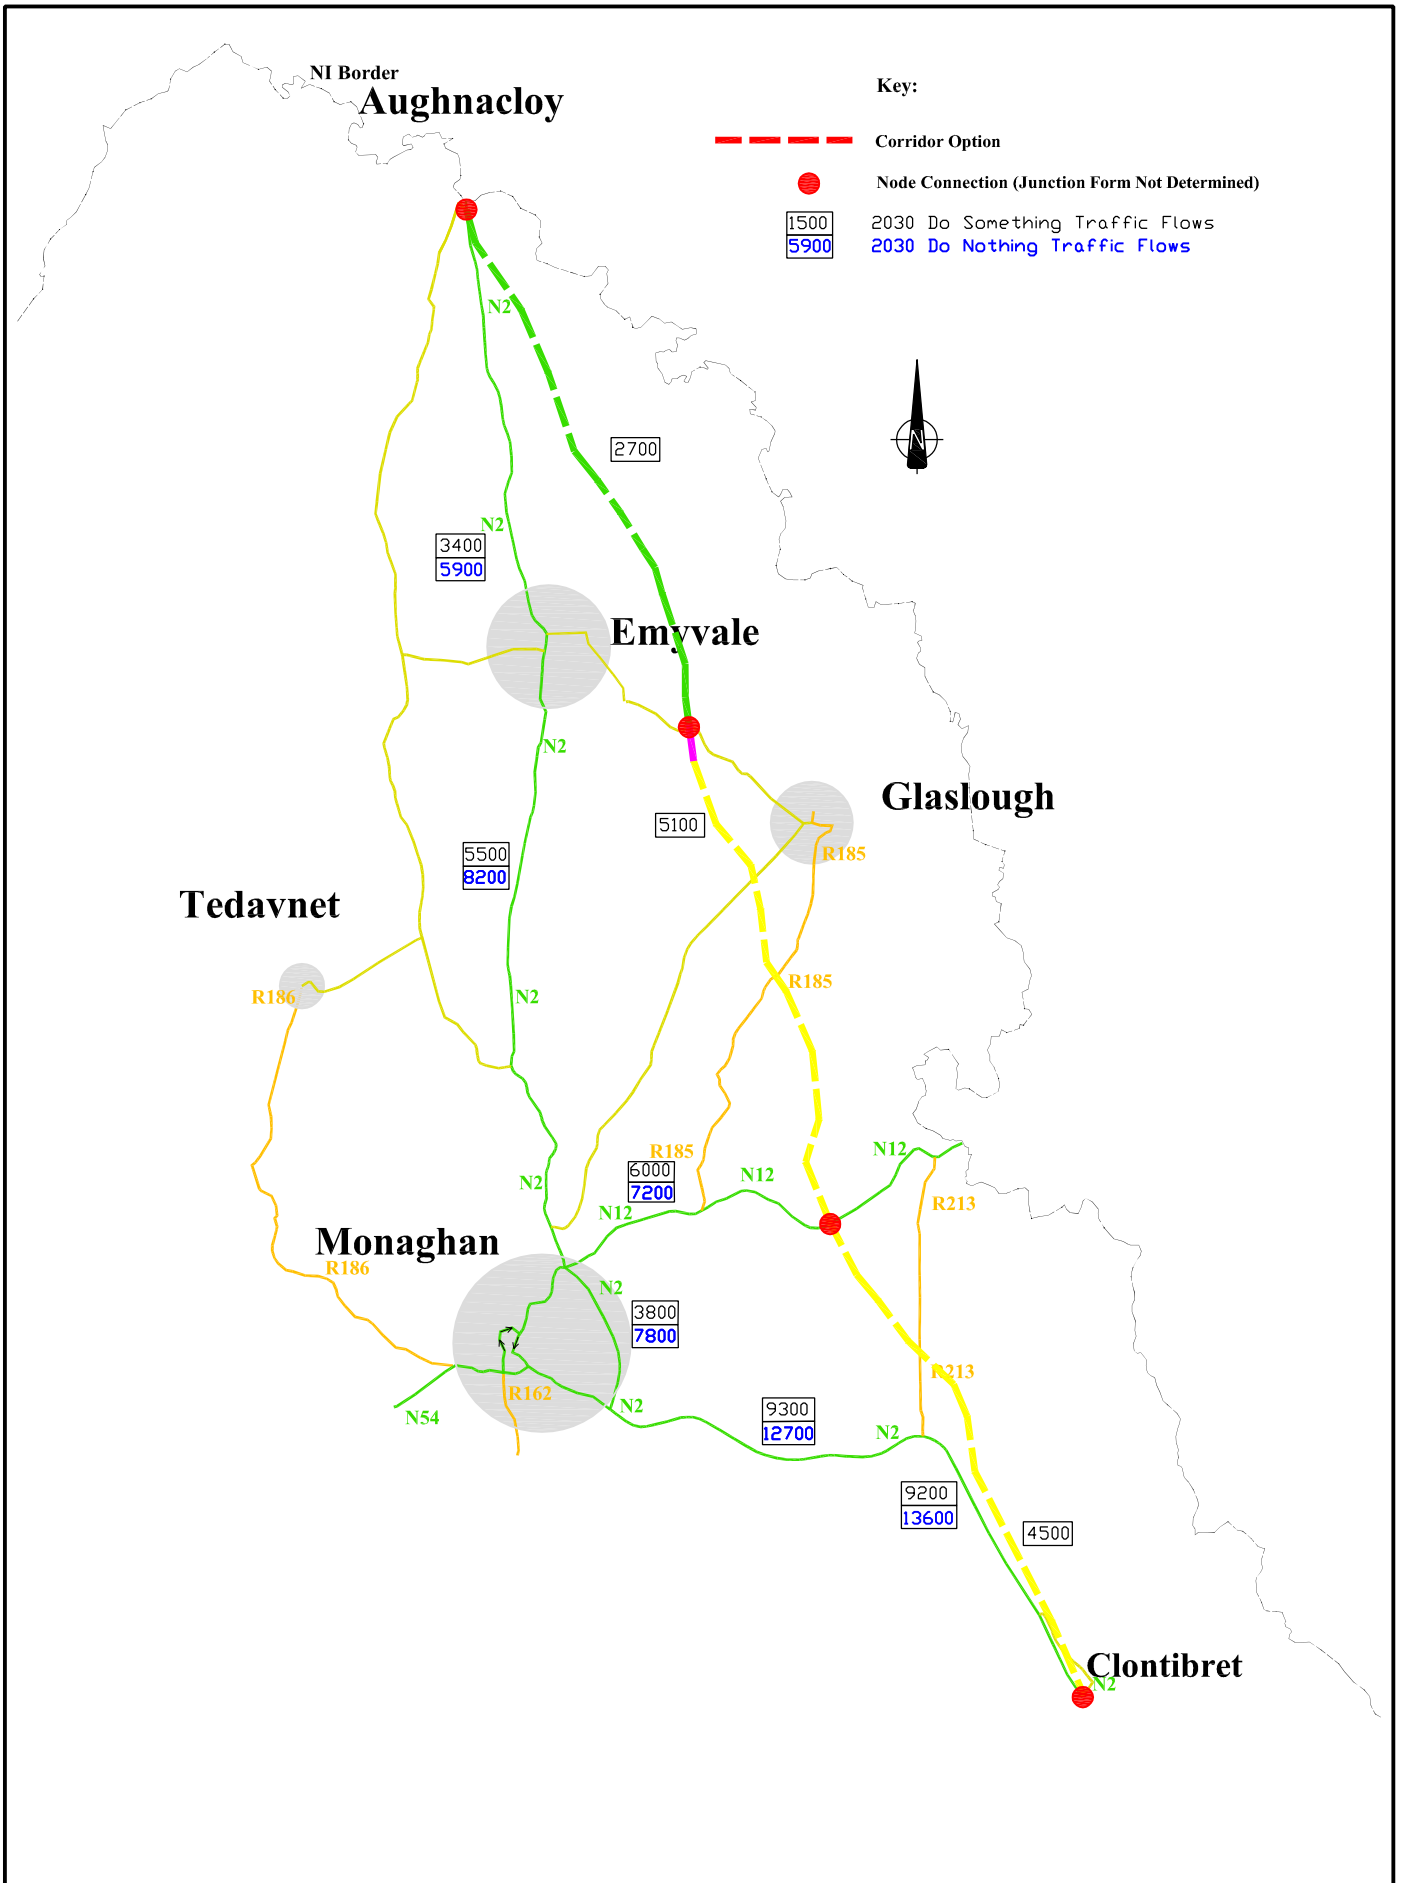 NI Border
Aughnacloy
Key:
Corridor Option
Node Connection (Junction Form Not Determined)
1500
2030 Do Something Traffic Flows
5900
2030 Do Nothing Traffic Flows
N2
N
2700
N2
3400
5900
Emyvale
N2
Glaslough
5100
5500
8200
R185
Tedavnet
R185
R186
N2
R185
N12
6000
7200
N12
N2
R213
N12
Monaghan
R186
N2
3800
7800
R213
R162
N2
N54
9300
12700
N2
9200
13600
4500
Clontibret
N2